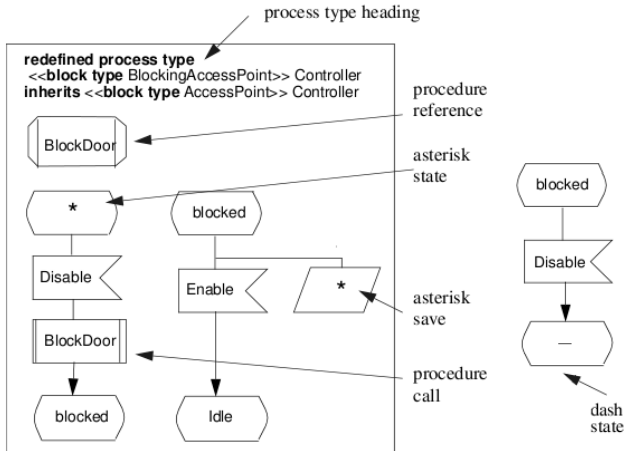 process type heading
redefined process type
<<block type BlockingAccessPoint>> Controller
inherits <<block type AccessPoint>> Controller
BlockDoor
procedure
reference
asterisk
state
*
blocked
blocked
Disable
Enable
*
Disable
asterisk
save
BlockDoor
—
procedure
call
blocked
Idle
dash
state